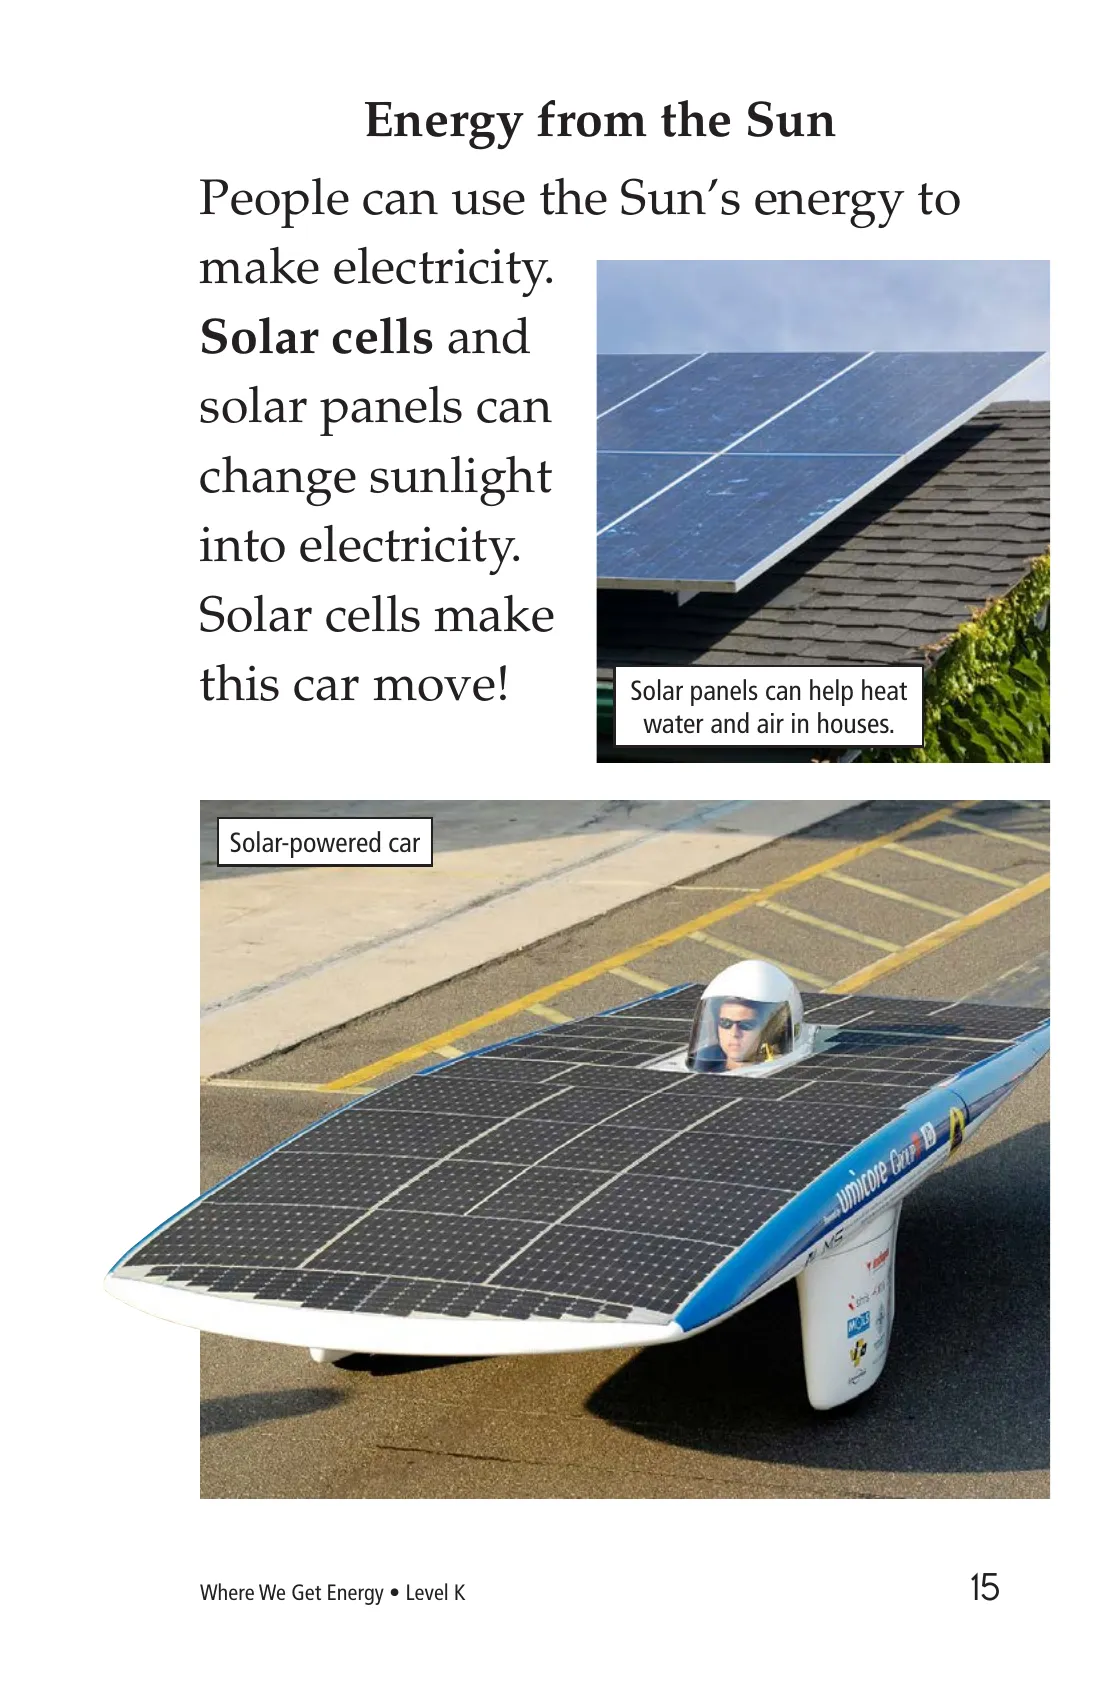 Energy from the Sun
People can use the Sun’s energy to
make electricity.
Solar cells and
solar panels can
change sunlight
into electricity.
Solar cells make
this car move!
Solar panels can help heat
water and air in houses.
Solar-powered car
umicore GROUP
IMO
Where We Get Energy • Level K
15